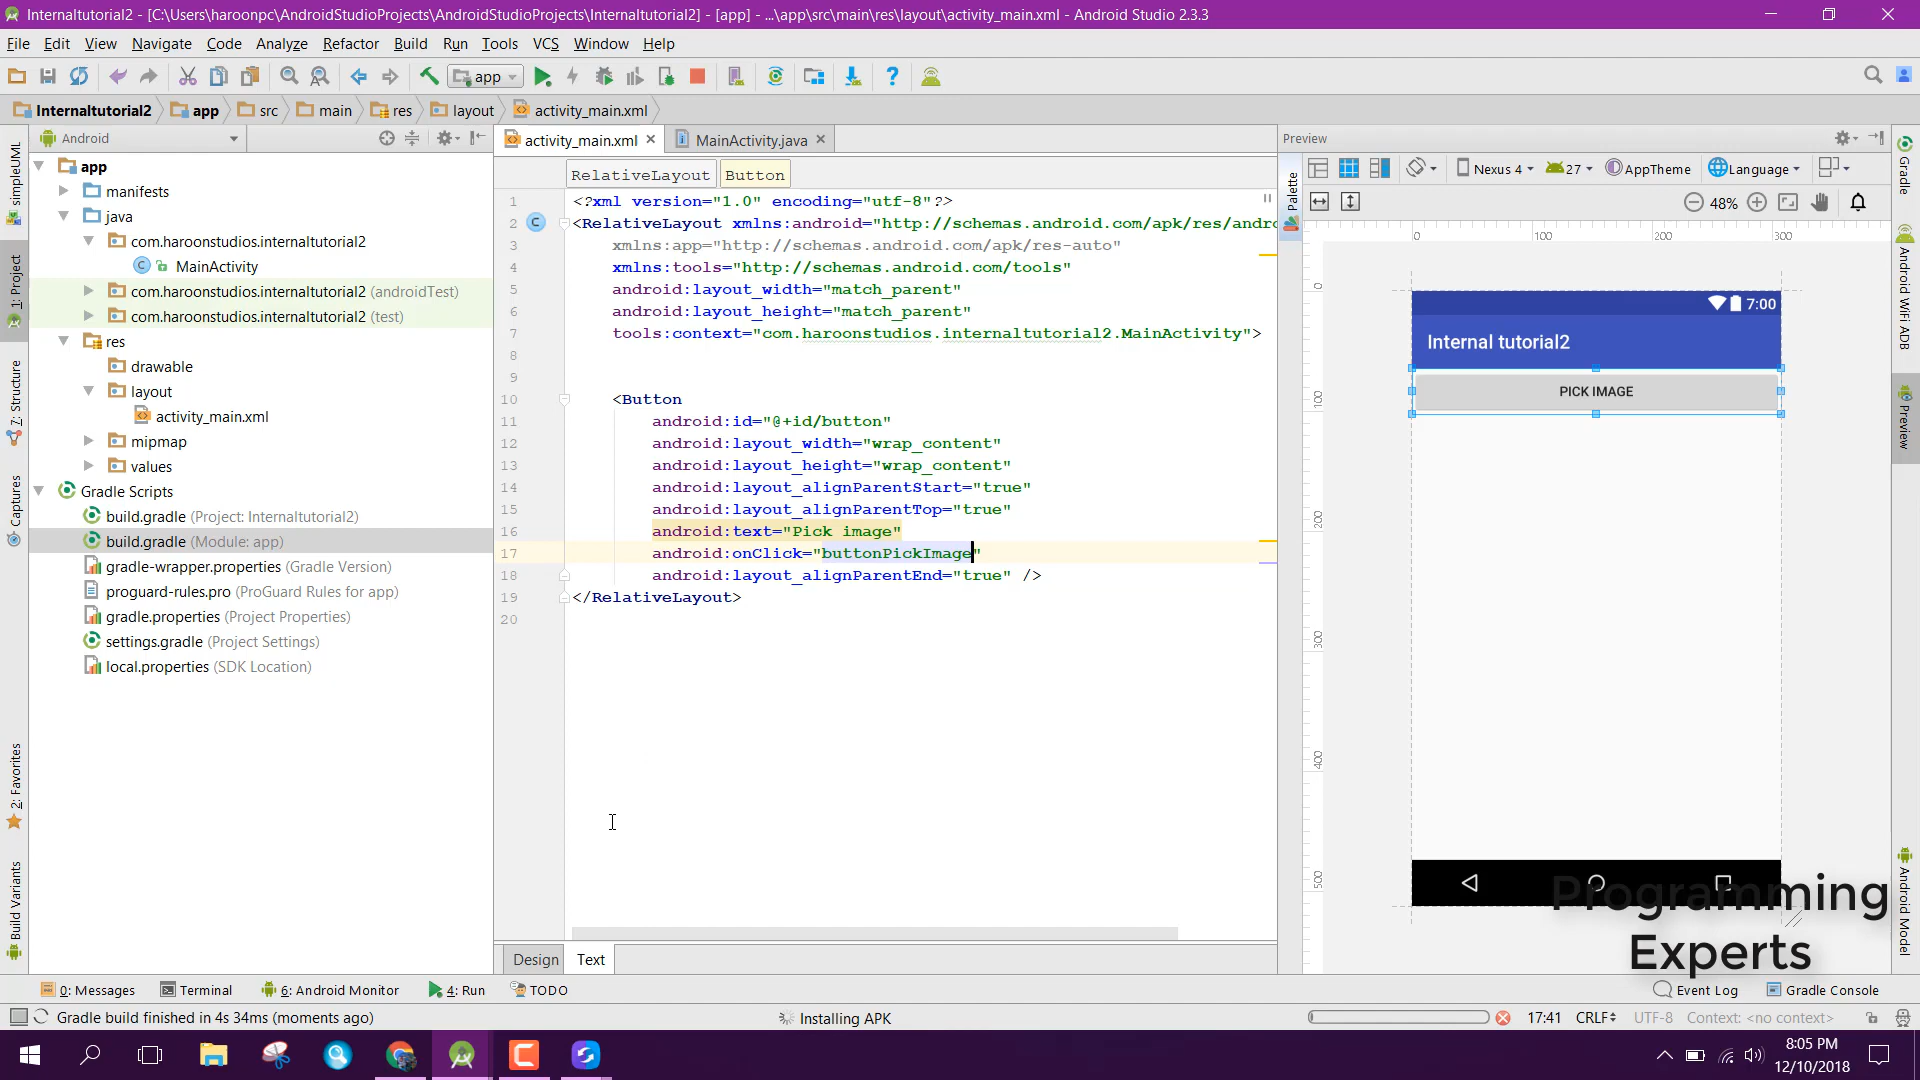 Internaltutorial2 - [C:\Users\haroonpc\AndroidStudioProjects\AndroidStudioProjects\Internaltutorial2] - [app] - ...\app\src\main\res\layout\activity_main.xml - Android Studio 2.3.3
File Edit View Navigate Code Analyze Refactor Build Run Tools VCS Window Help
app
Internaltutorial2 app src main res layout activity_main.xml
Android
activity_main.xml MainActivity.java
Preview
RelativeLayout Button
Nexus 4 27 AppTheme Language
48%
app
manifests
java
com.haroonstudios.internaltutorial2
MainActivity
com.haroonstudios.internaltutorial2 (androidTest)
com.haroonstudios.internaltutorial2 (test)
res
drawable
layout
activity_main.xml
mipmap
values
Gradle Scripts
build.gradle (Project: Internaltutorial2)
build.gradle (Module: app)
gradle-wrapper.properties (Gradle Version)
proguard-rules.pro (ProGuard Rules for app)
gradle.properties (Project Properties)
settings.gradle (Project Settings)
local.properties (SDK Location)
1 <?xml version="1.0" encoding="utf-8"?>
2 <RelativeLayout xmlns:android="http://schemas.android.com/apk/res/andro
3 xmlns:app="http://schemas.android.com/apk/res-auto"
4 xmlns:tools="http://schemas.android.com/tools"
5 android:layout_width="match_parent"
6 android:layout_height="match_parent"
7 tools:context="com.haroonstudios.internaltutorial2.MainActivity">
8
9
10 <Button
11 android:id="@+id/button"
12 android:layout_width="wrap_content"
13 android:layout_height="wrap_content"
14 android:layout_alignParentStart="true"
15 android:layout_alignParentTop="true"
16 android:text="Pick image"
17 android:onClick="buttonPickImage"
18 android:layout_alignParentEnd="true" />
19 </RelativeLayout>
20
Design Text
simpleUML
1: Project
7: Structure
Captures
2: Favorites
Build Variants
Palette
0 100 200 300
0
100
200
300
400
500
7:00
Internal tutorial2
PICK IMAGE
Gradle
Android WiFi ADB
Preview
Android Model
Programming
Experts
0: Messages Terminal 6: Android Monitor 4: Run TODO Event Log Gradle Console
Gradle build finished in 4s 34ms (moments ago) Installing APK 17:41 CRLF UTF-8 Context: <no context>
8:05 PM
12/10/2018